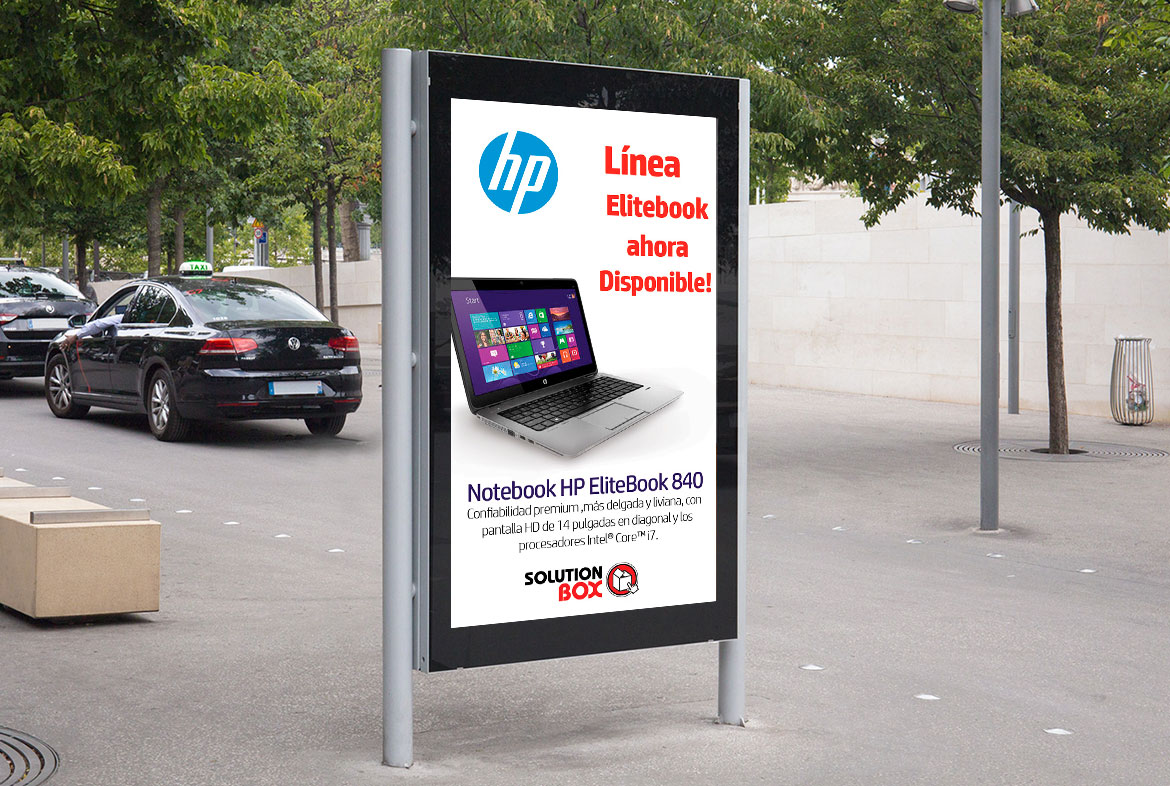 TAXI
hp
Línea
Elitebook
ahora
Disponible!
Start
Notebook HP EliteBook 840
Confiabilidad premium ,más delgada y liviana, con
pantalla HD de 14 pulgadas en diagonal y los
procesadores Intel® Core™ i7.
SOLUTION
BOX